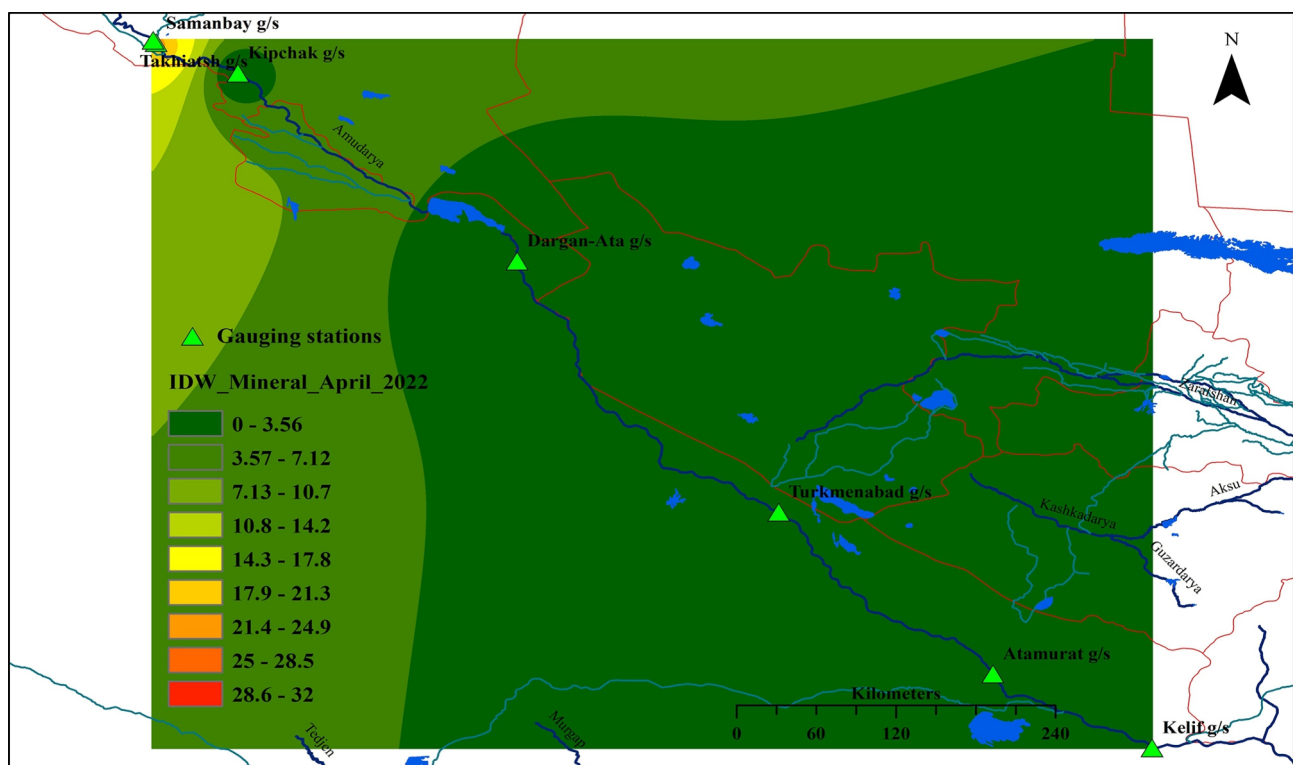 Samanbay g/s
N
Takhiatsh g/s
Kipchak g/s
Amudarya
Dargan-Ata g/s
Gauging stations
IDW_Mineral_April_2022
0 - 3.56
3.57 - 7.12
7.13 - 10.7
10.8 - 14.2
14.3 - 17.8
17.9 - 21.3
21.4 - 24.9
25 - 28.5
28.6 - 32
Zarafshan
Turkmenabad g/s
Kashkadarya
Aksu
Guzardarya
Atamurat g/s
Kilometers
0 60 120 240
Kelif g/s
Tedjen
Murgap